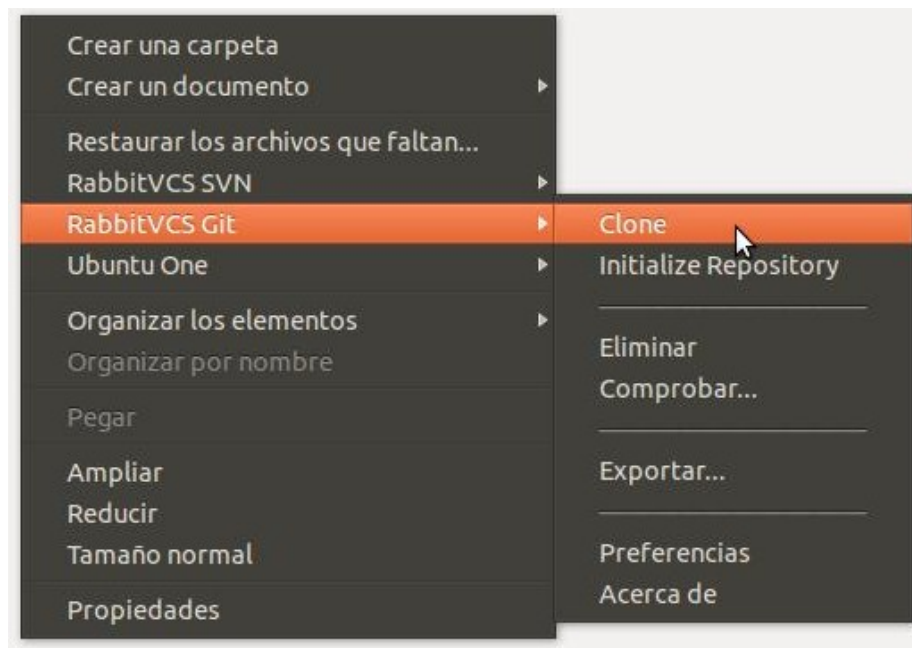 Crear una carpeta
Crear un documento
Restaurar los archivos que faltan...
RabbitVCS SVN
RabbitVCS Git
Ubuntu One
Organizar los elementos
Organizar por nombre
Pegar
Ampliar
Reducir
Tamaño normal
Propiedades
Clone
Initialize Repository
Eliminar
Comprobar...
Exportar...
Preferencias
Acerca de